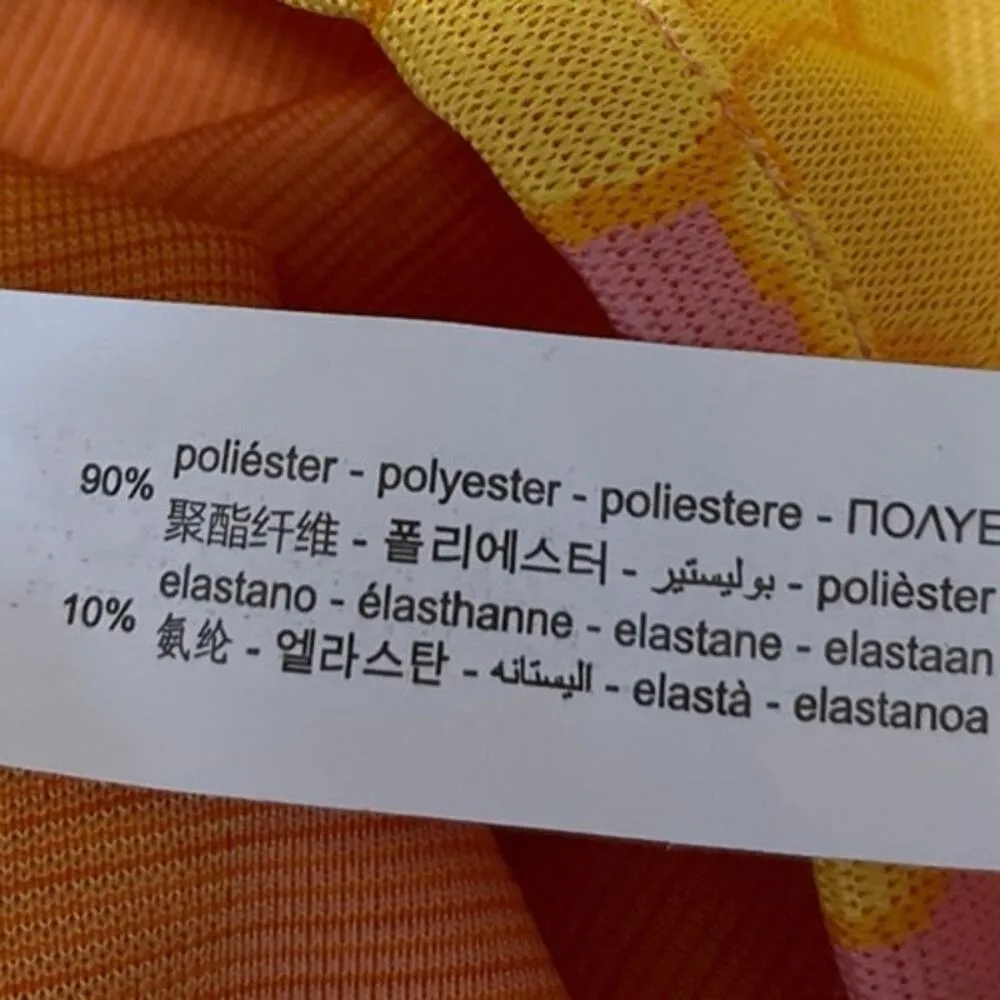 90% poliéster - polyester - poliestere - ΠΟΛΥΕ
聚酯纤维 - 폴리에스터 - بوليستير - polièster
10% elastano - élasthanne - elastane - elastaan
氨纶 - 엘라스탄 - اليستانه - elastà - elastanoa